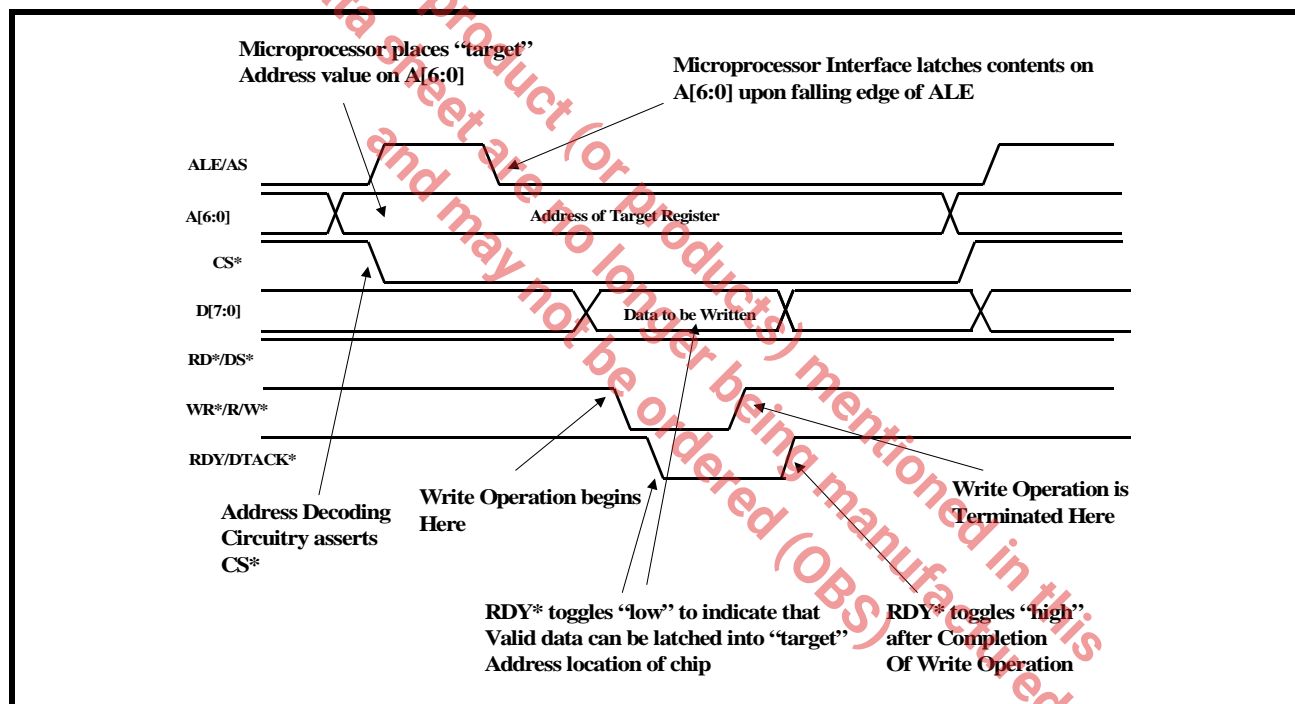 Microprocessor places “target”
Address value on A[6:0]
Microprocessor Interface latches contents on
A[6:0] upon falling edge of ALE
ALE/AS
A[6:0]
Address of Target Register
CS*
D[7:0]
Data to be Written
RD*/DS*
WR*/R/W*
RDY/DTACK*
Write Operation begins
Here
Write Operation is
Terminated Here
Address Decoding
Circuitry asserts
CS*
RDY* toggles “low” to indicate that
Valid data can be latched into “target”
Address location of chip
RDY* toggles “high”
after Completion
Of Write Operation
product (or products) mentioned in this
sheet are no longer being manufactured
and may not be ordered (OBS)